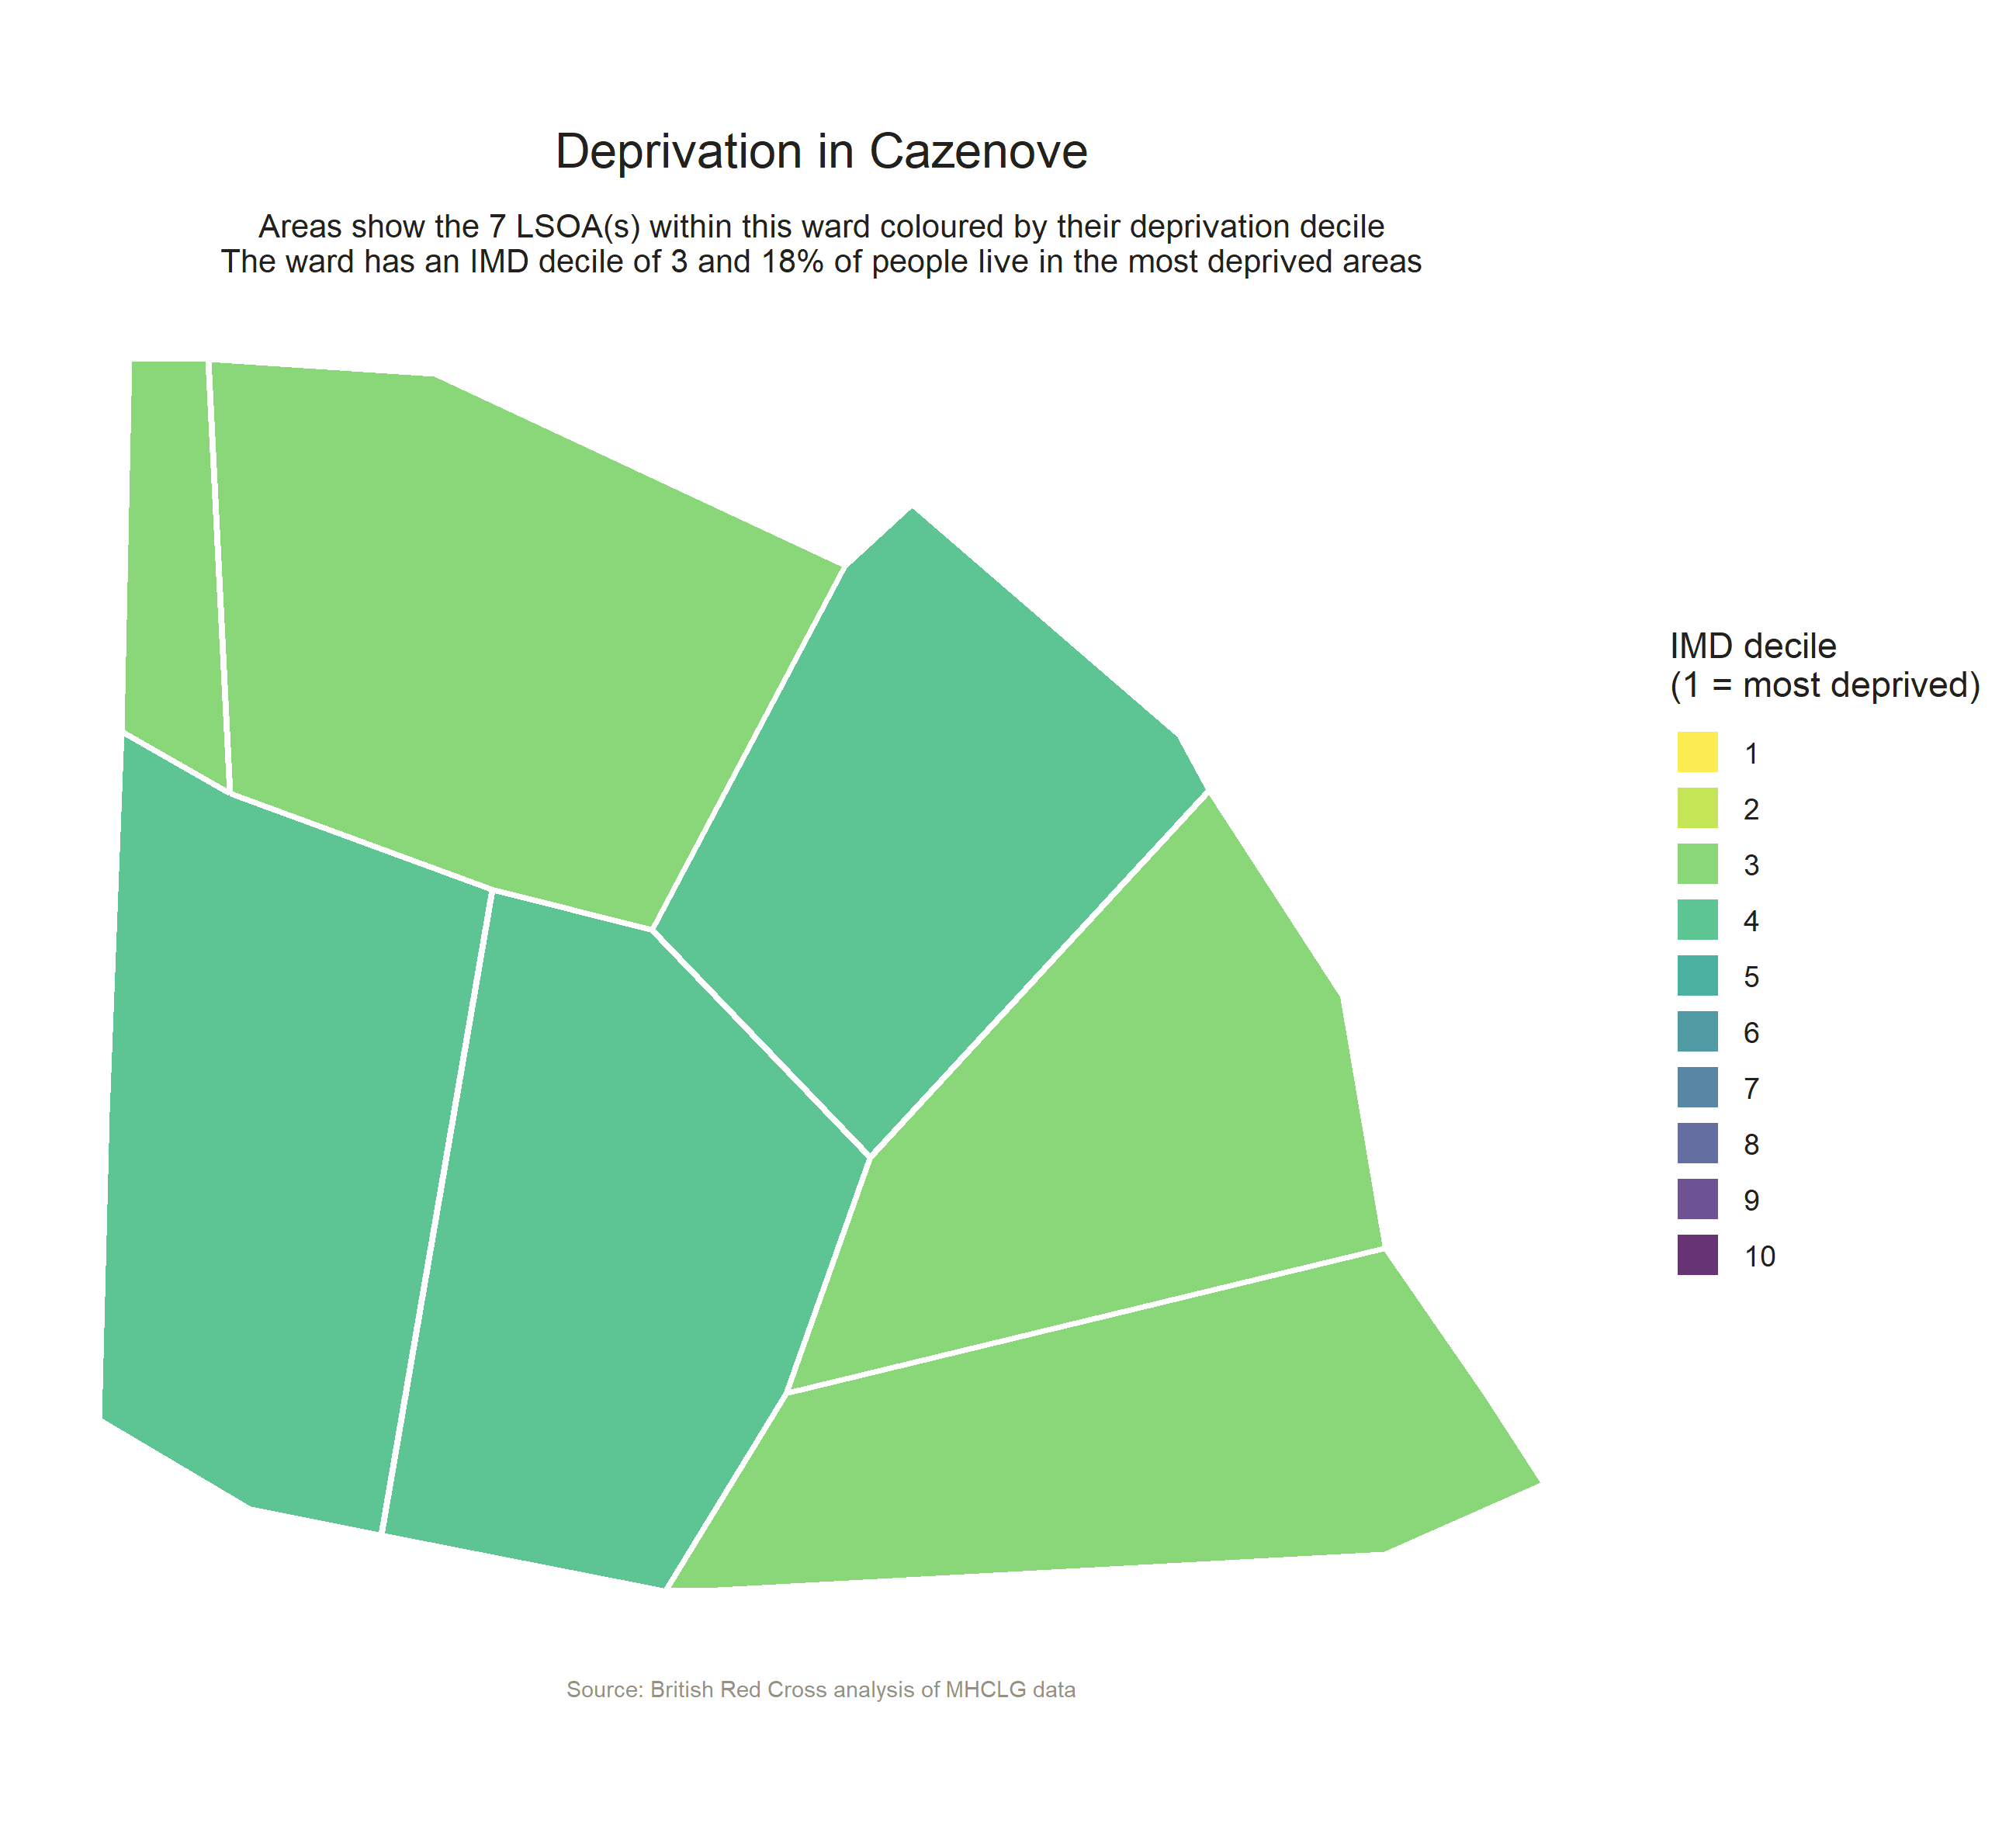 Deprivation in Cazenove
Areas show the 7 LSOA(s) within this ward coloured by their deprivation decile
The ward has an IMD decile of 3 and 18% of people live in the most deprived areas
IMD decile
(1 = most deprived)
1
2
3
4
5
6
7
8
9
10
Source: British Red Cross analysis of MHCLG data